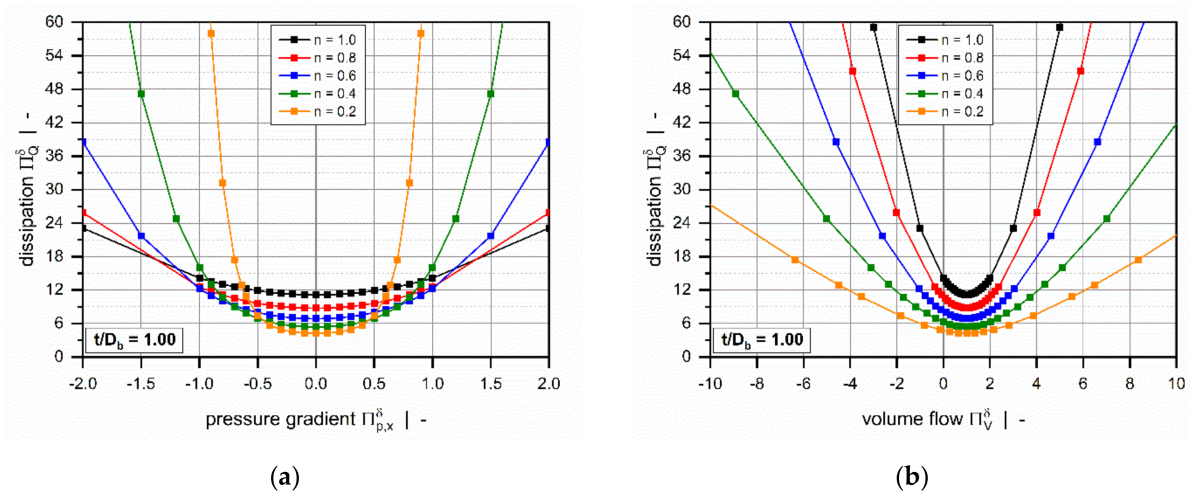 60
54
48
42
36
30
24
18
12
6
0
dissipation Π^δ_Q | -
n = 1.0
n = 0.8
n = 0.6
n = 0.4
n = 0.2
t/D_b = 1.00
-2.0 -1.5 -1.0 -0.5 0.0 0.5 1.0 1.5 2.0
pressure gradient Π^δ_p,x | -
(a)
60
54
48
42
36
30
24
18
12
6
0
dissipation Π^δ_Q | -
n = 1.0
n = 0.8
n = 0.6
n = 0.4
n = 0.2
t/D_b = 1.00
-10 -8 -6 -4 -2 0 2 4 6 8 10
volume flow Π^δ_V | -
(b)